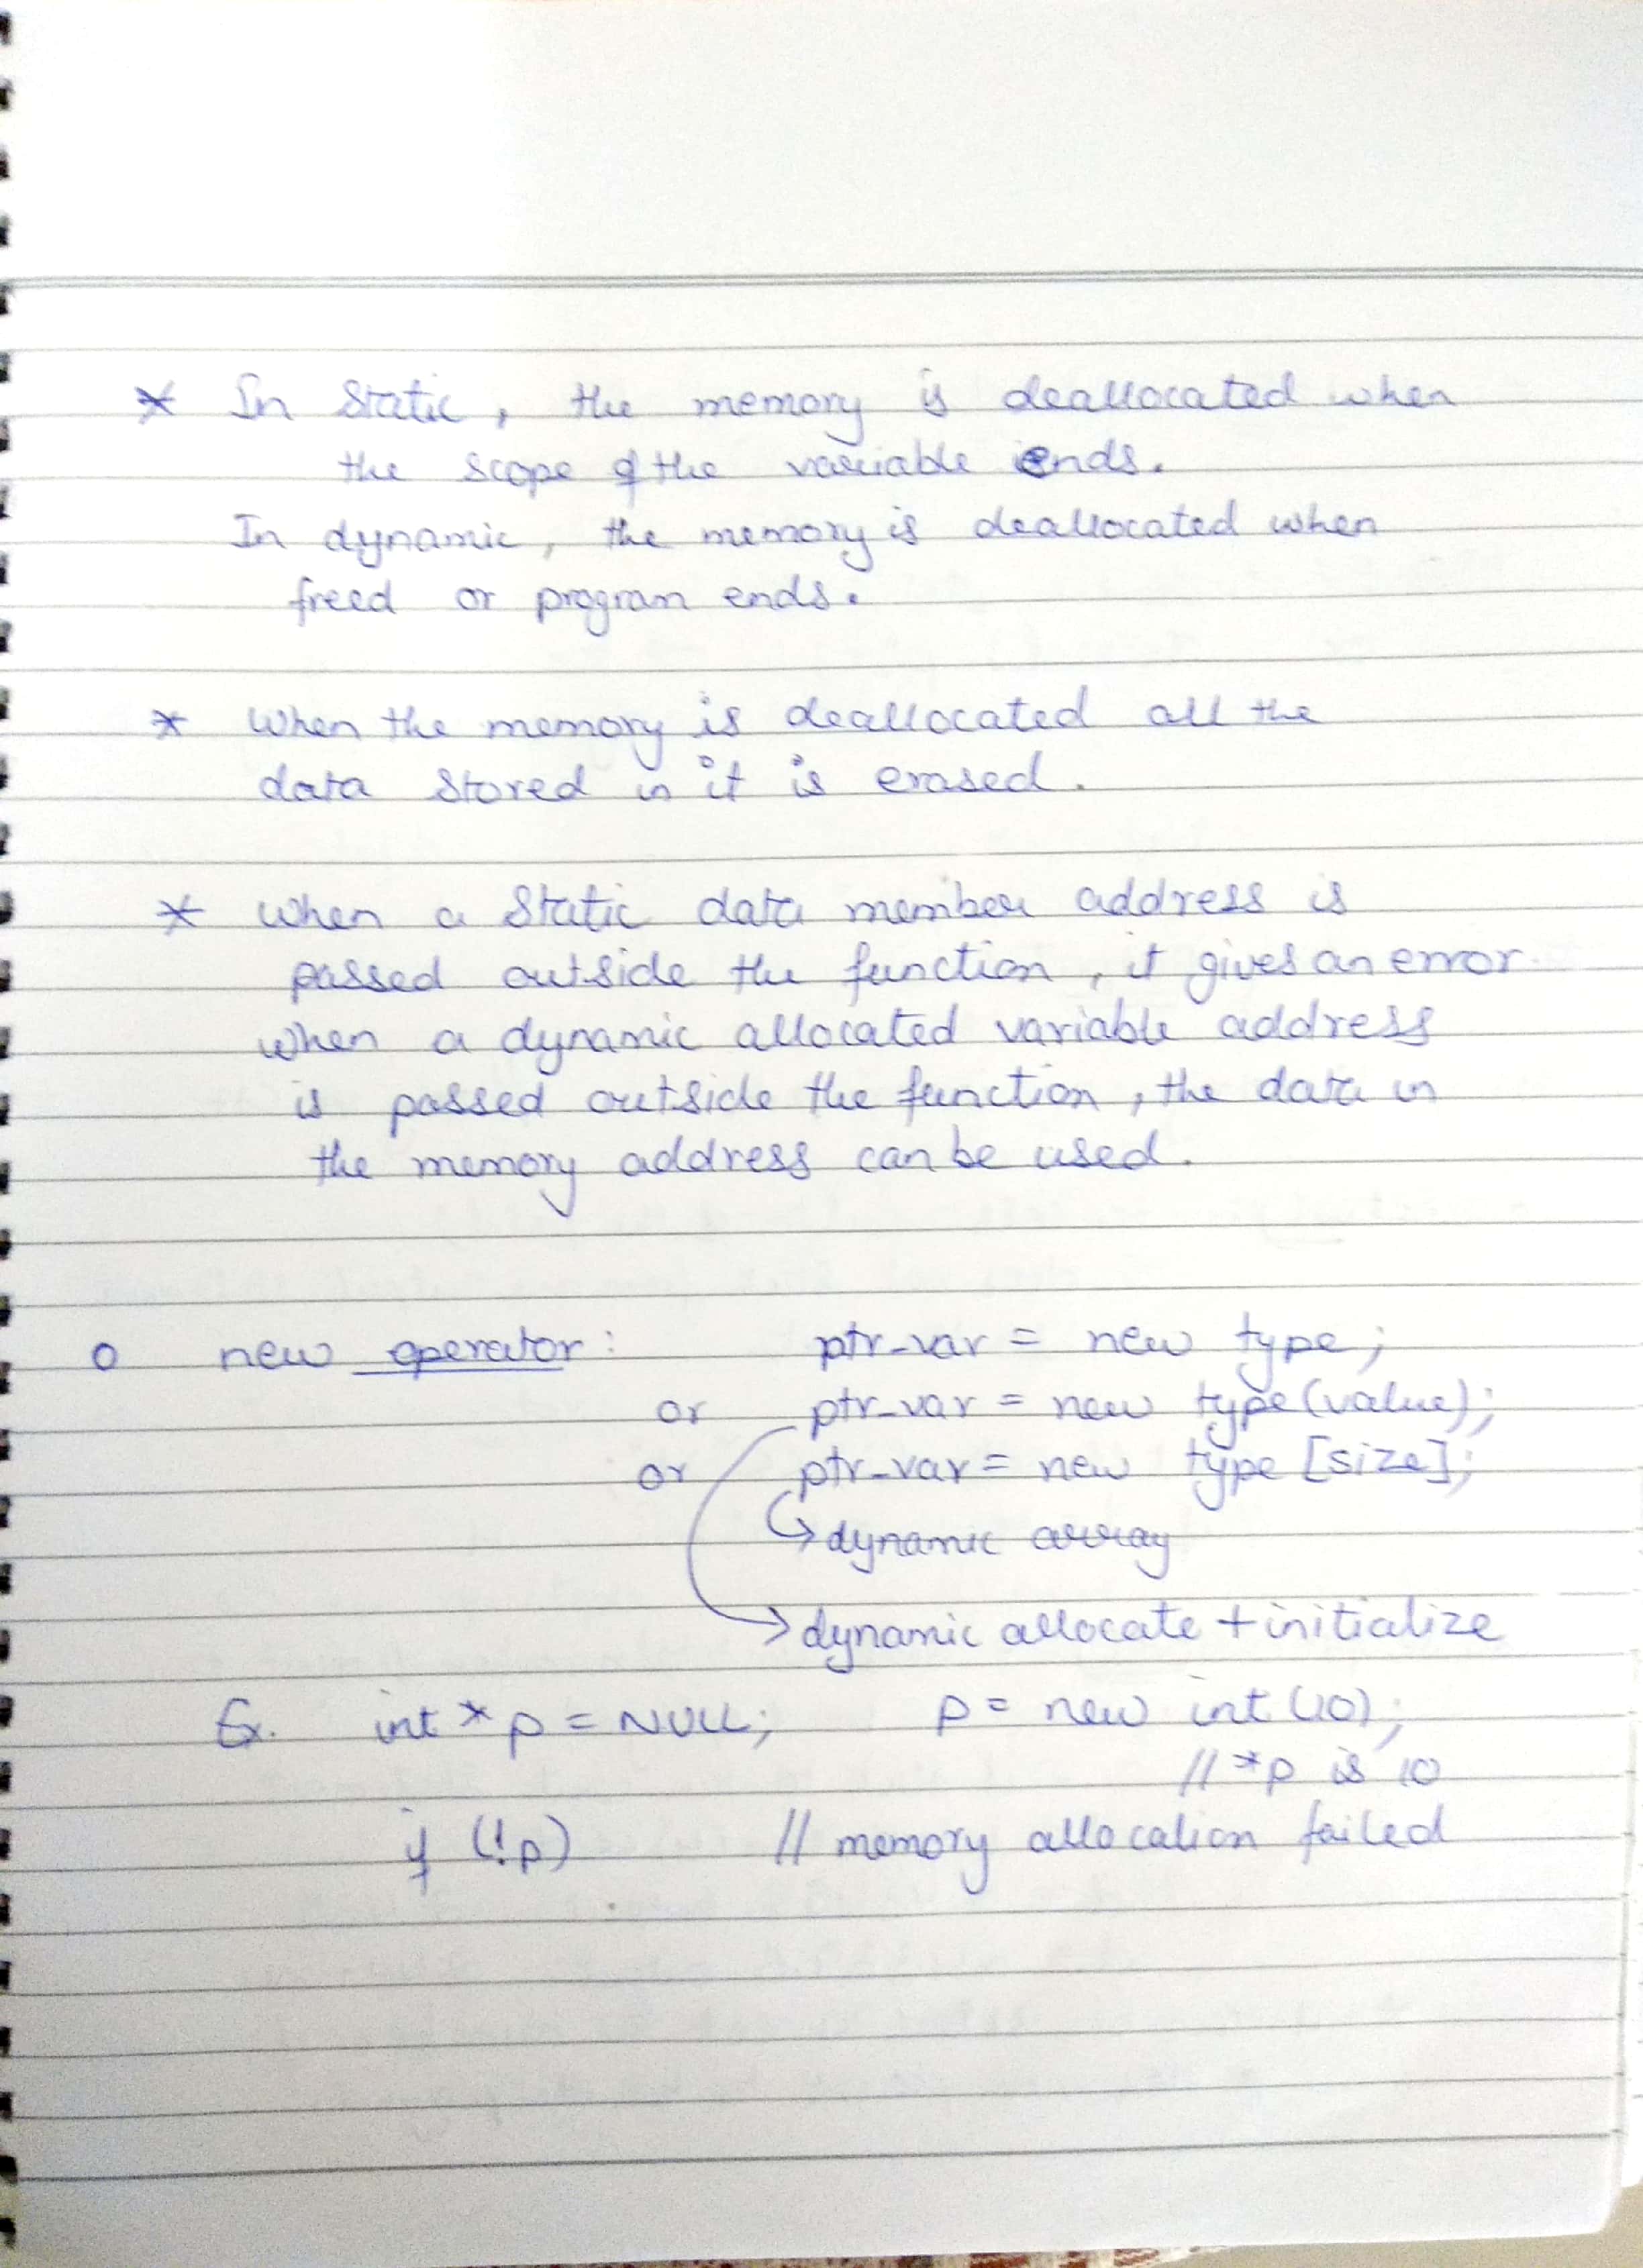 * In Static, the memory is deallocated when
the scope of the variable ends.
In dynamic, the memory is deallocated when
freed or program ends.
* When the memory is deallocated all the
data stored in it is erased.
* When a Static data member address is
passed outside the function, it gives an error
when a dynamic allocated variable address
is passed outside the function, the data in
the memory address can be used.
o new operator: ptr_var = new type;
or ptr_var = new type(value);
or ptr_var = new type [size];
↳ dynamic array
→ dynamic allocate + initialize
Ex. int *p = NULL; p = new int(10);
// *p is 10
if (!p) // memory allocation failed